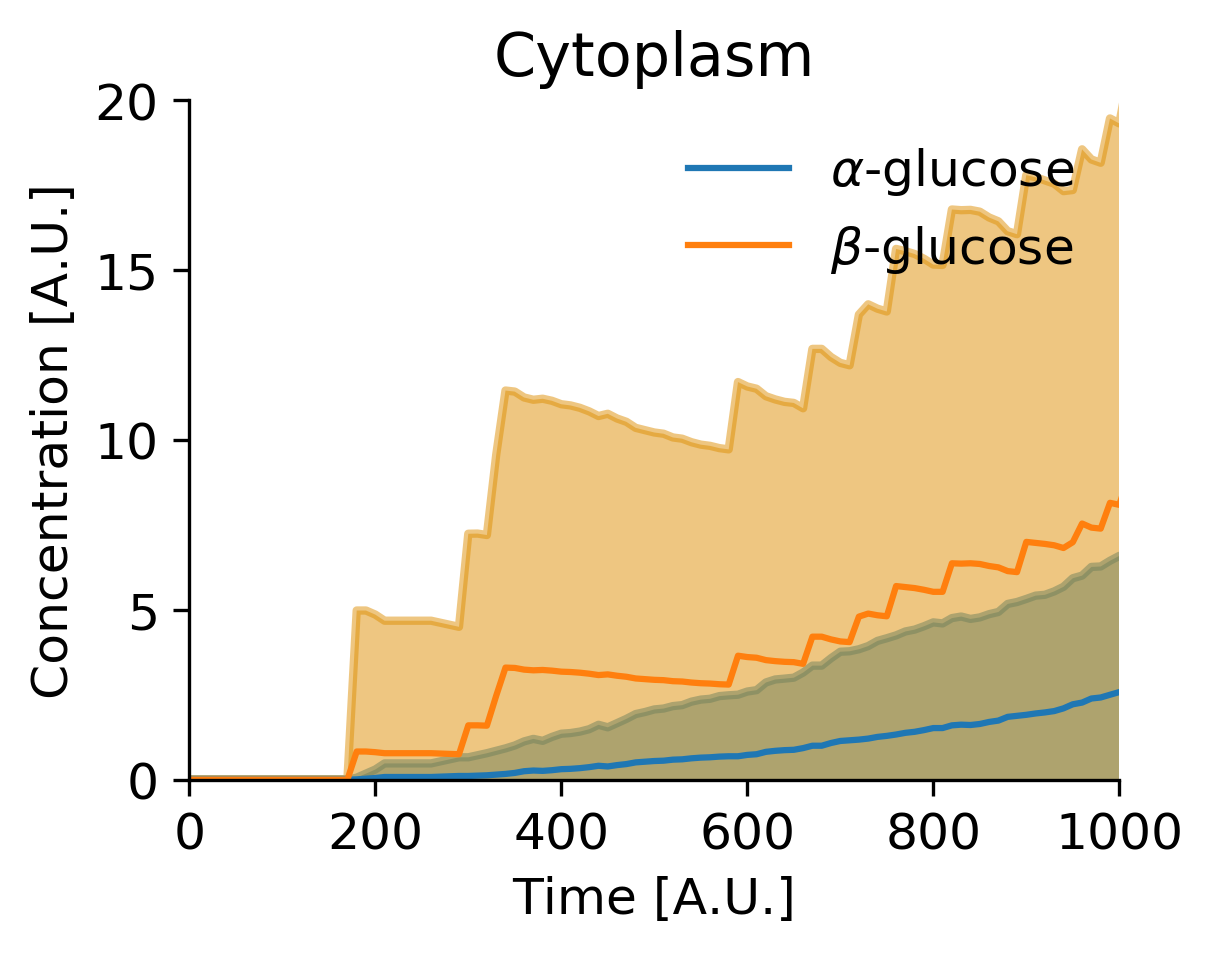 Cytoplasm
20
15
10
5
0
Concentration [A.U.]
α-glucose
β-glucose
0 200 400 600 800 1000
Time [A.U.]